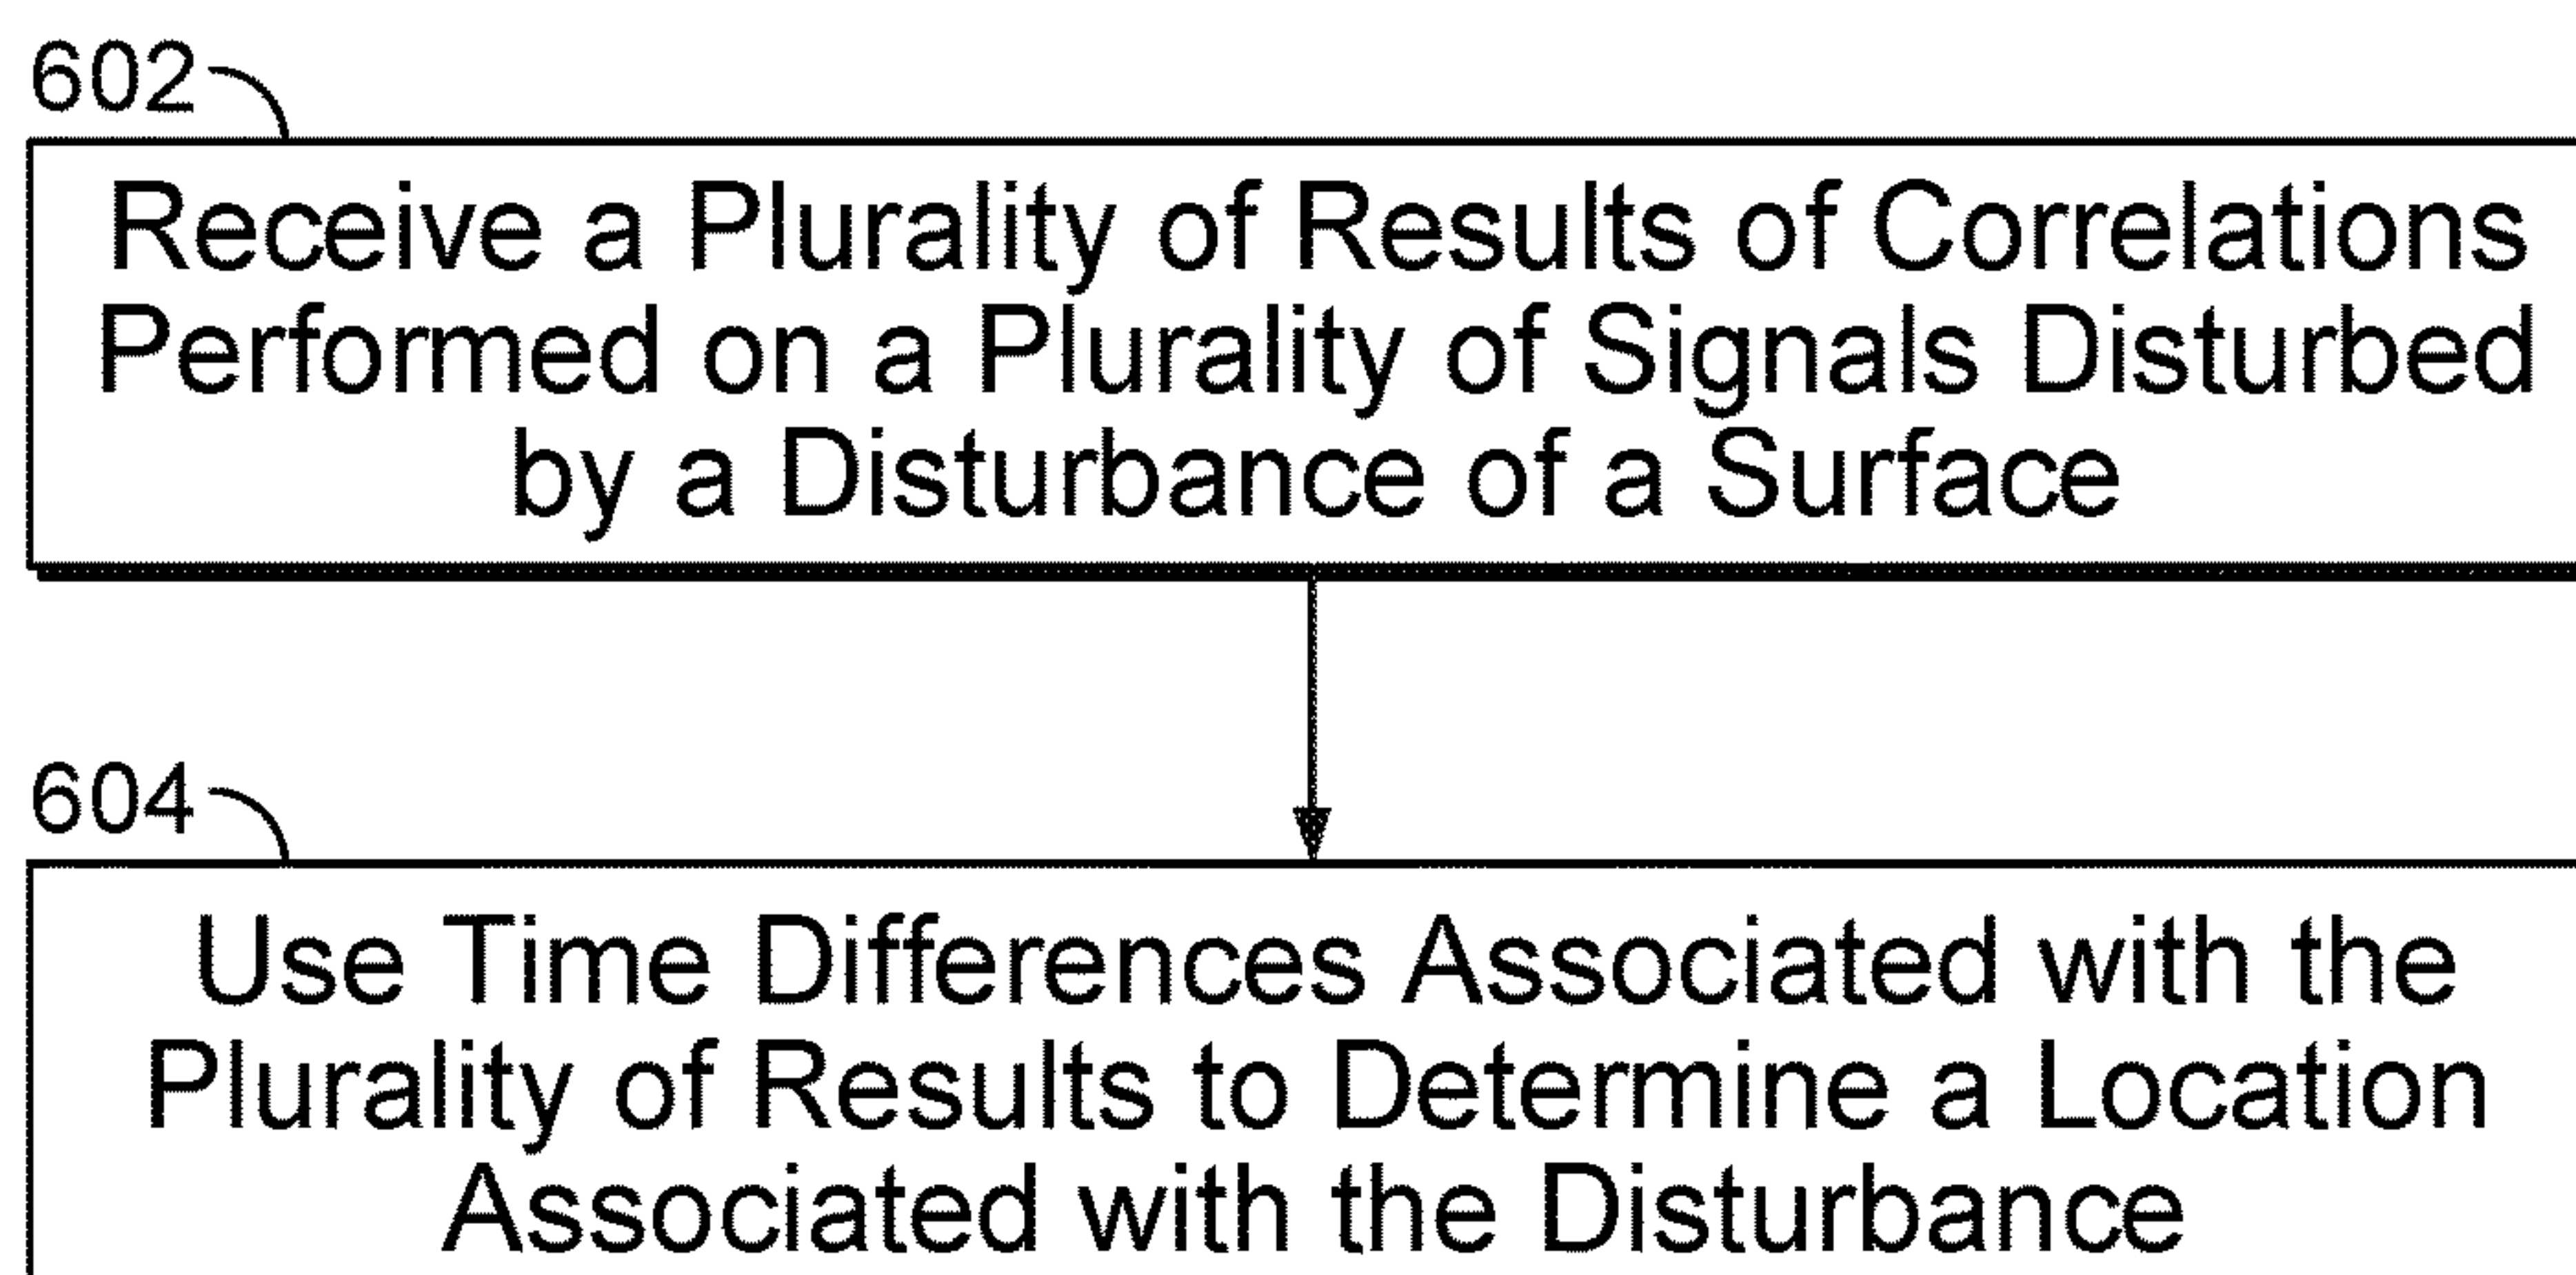 602
Receive a Plurality of Results of Correlations
Performed on a Plurality of Signals Disturbed
by a Disturbance of a Surface
604
Use Time Differences Associated with the
Plurality of Results to Determine a Location
Associated with the Disturbance